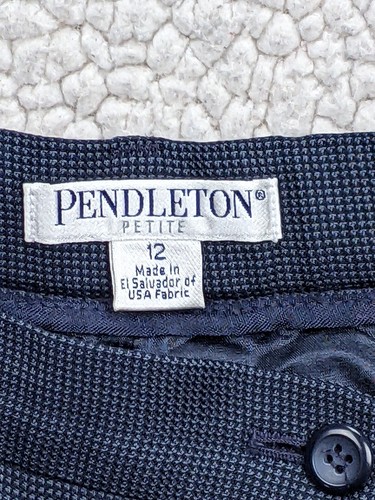 PENDLETON®
PETITE
12
Made in
El Salvador of
USA Fabric